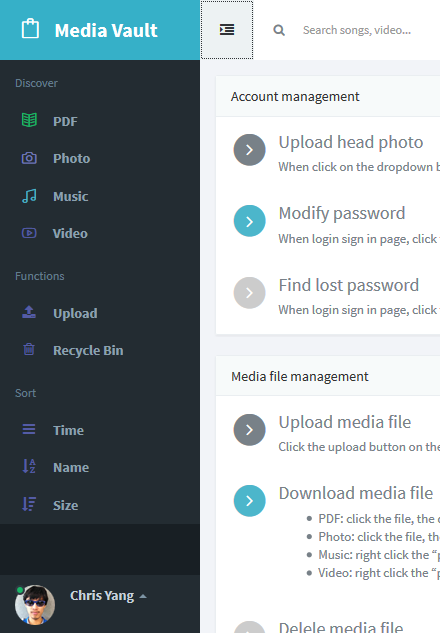 Media Vault
Search songs, video...
Discover
PDF
Photo
Music
Video
Functions
Upload
Recycle Bin
Sort
Time
Name
Size
Chris Yang
Account management
Upload head photo
When click on the dropdown
Modify password
When login sign in page, click
Find lost password
When login sign in page, click
Media file management
Upload media file
Click the upload button on the
Download media file
PDF: click the file, the
Photo: click the file,
Music: right click the
Video: right click the
Delele media file